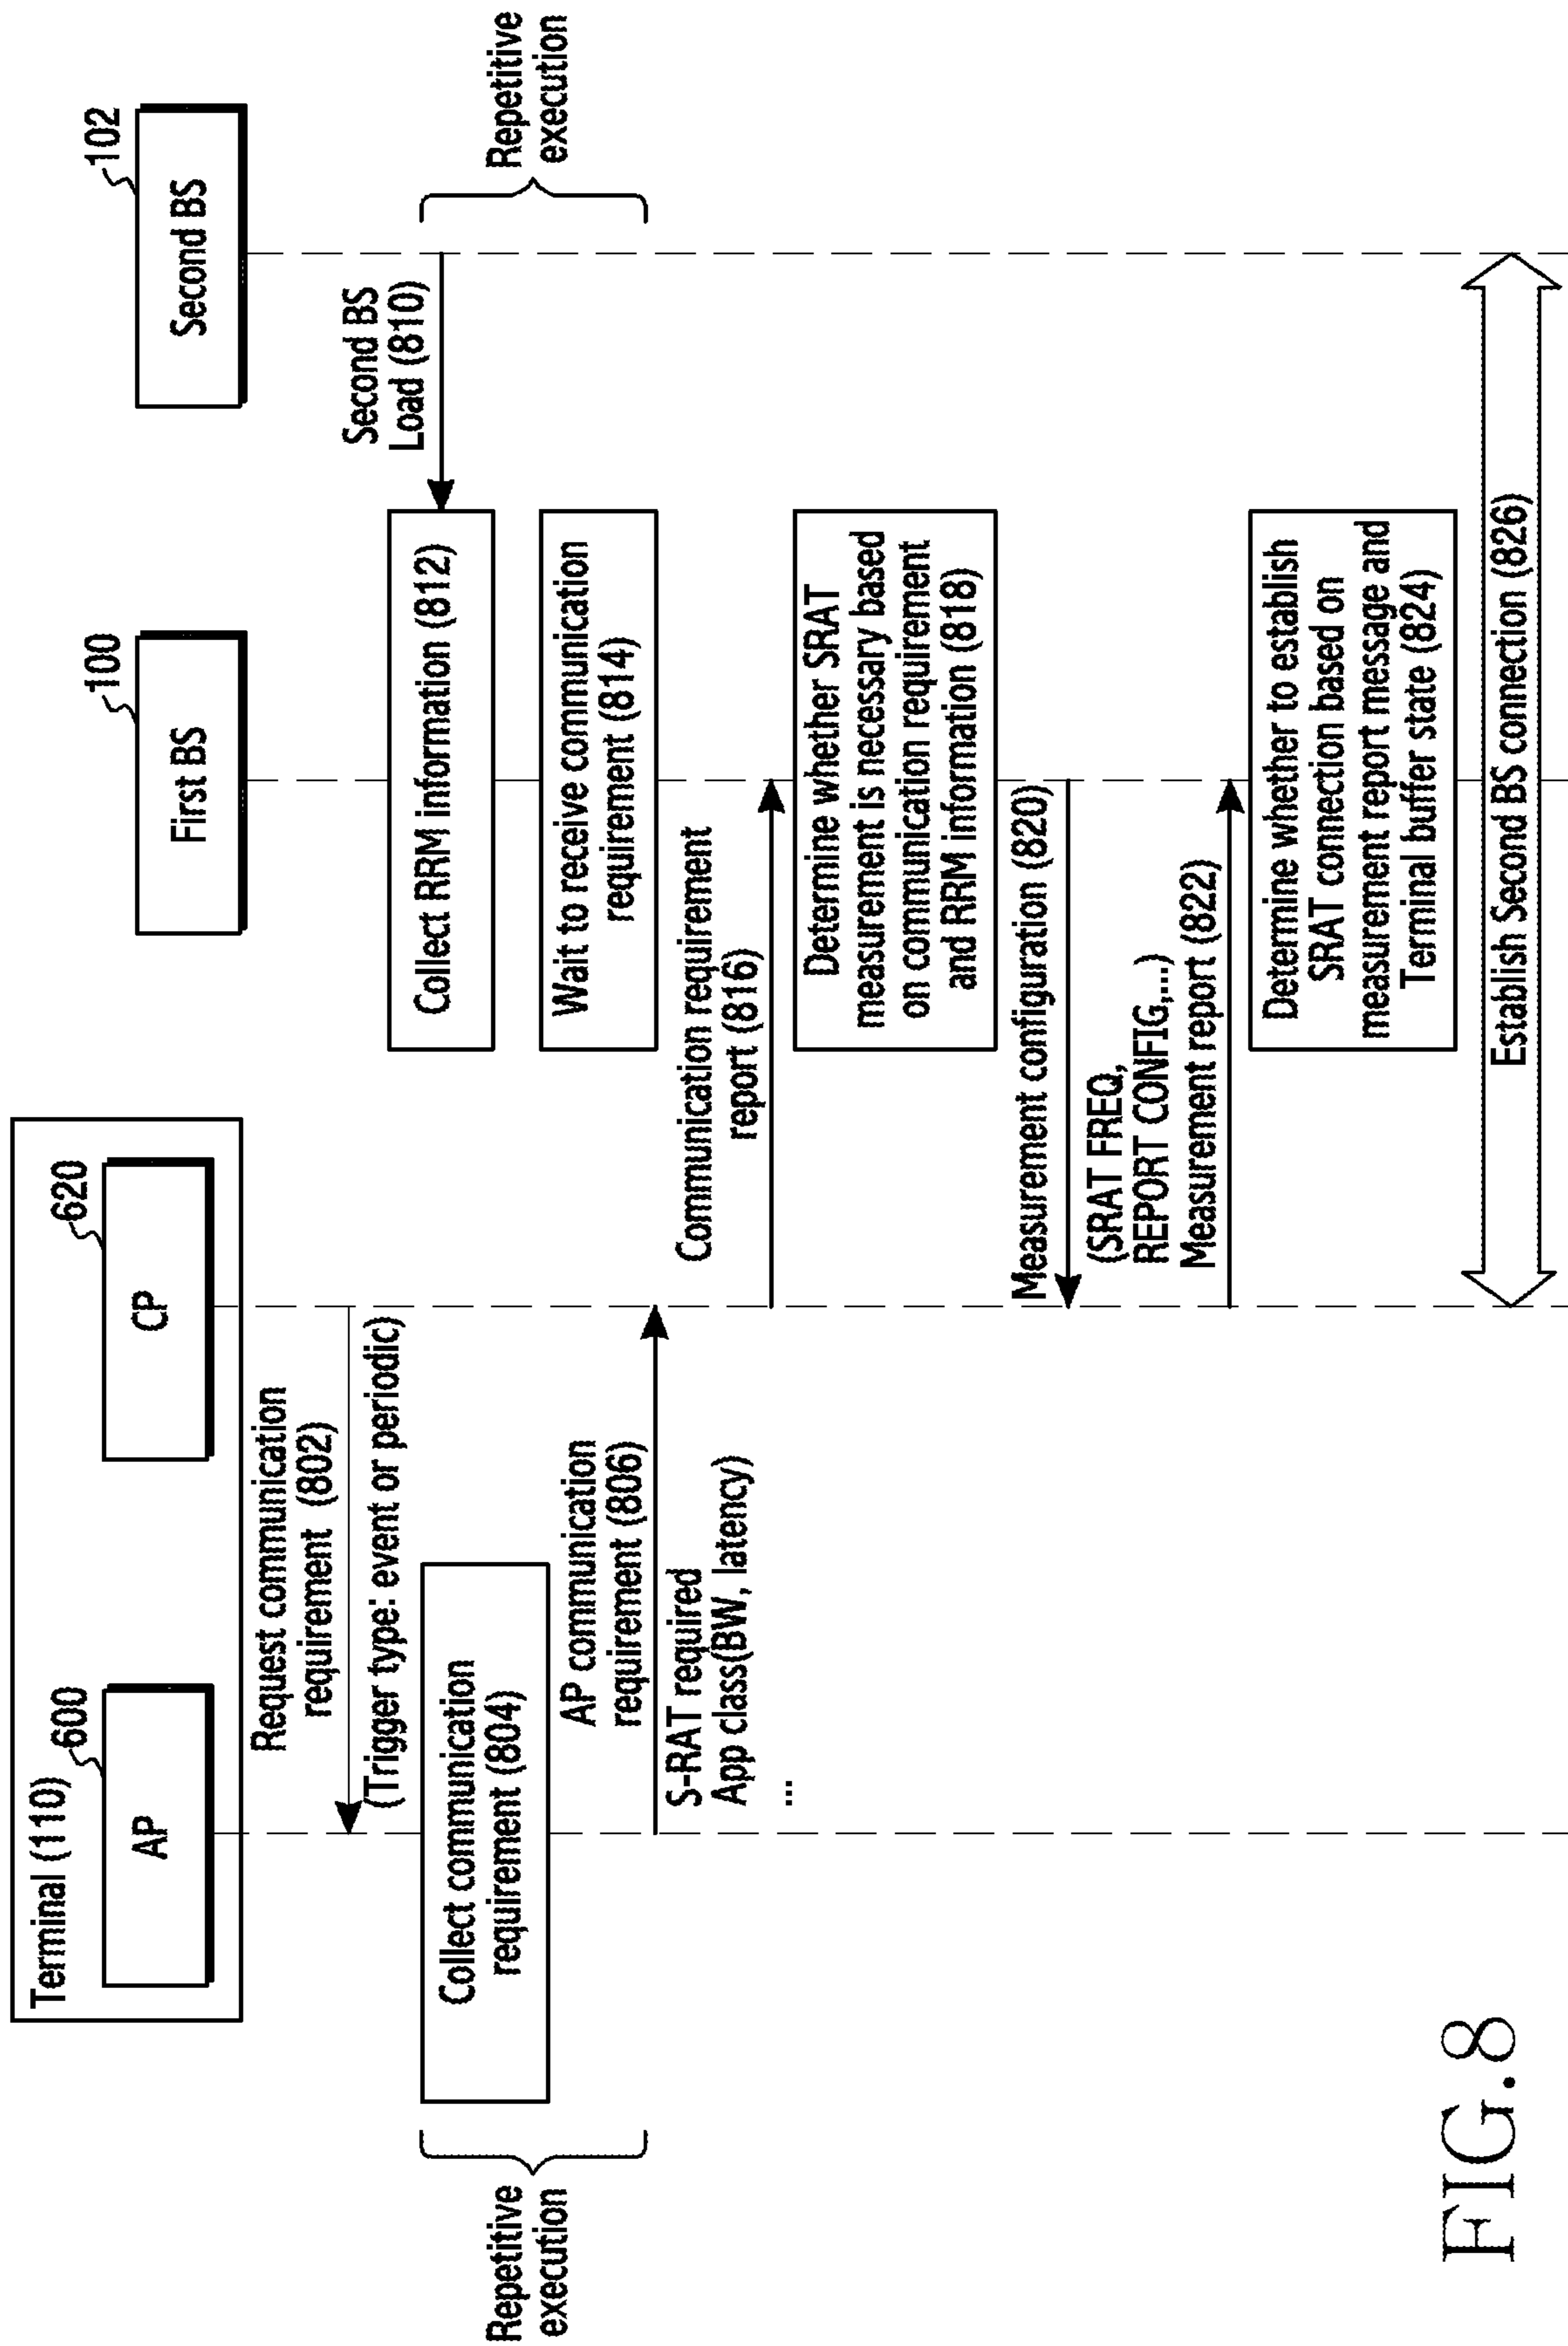 Terminal (110)
600
AP
620
CP
100
First BS
102
Second BS
Request communication
requirement (802)
(Trigger type: event or periodic)
Second BS
Load (810)
Repetitive
execution
Collect communication
requirement (804)
Collect RRM information (812)
Repetitive
execution
AP communication
requirement (806)
S-RAT required
App class(BW, latency)
...
Wait to receive communication
requirement (814)
Communication requirement
report (816)
Determine whether SRAT
measurement is necessary based
on communication requirement
and RRM information (818)
Measurement configuration (820)
(SRAT FREQ,
REPORT CONFIG,...)
Measurement report (822)
Determine whether to establish
SRAT connection based on
measurement report message and
Terminal buffer state (824)
Establish Second BS connection (826)
FIG.8